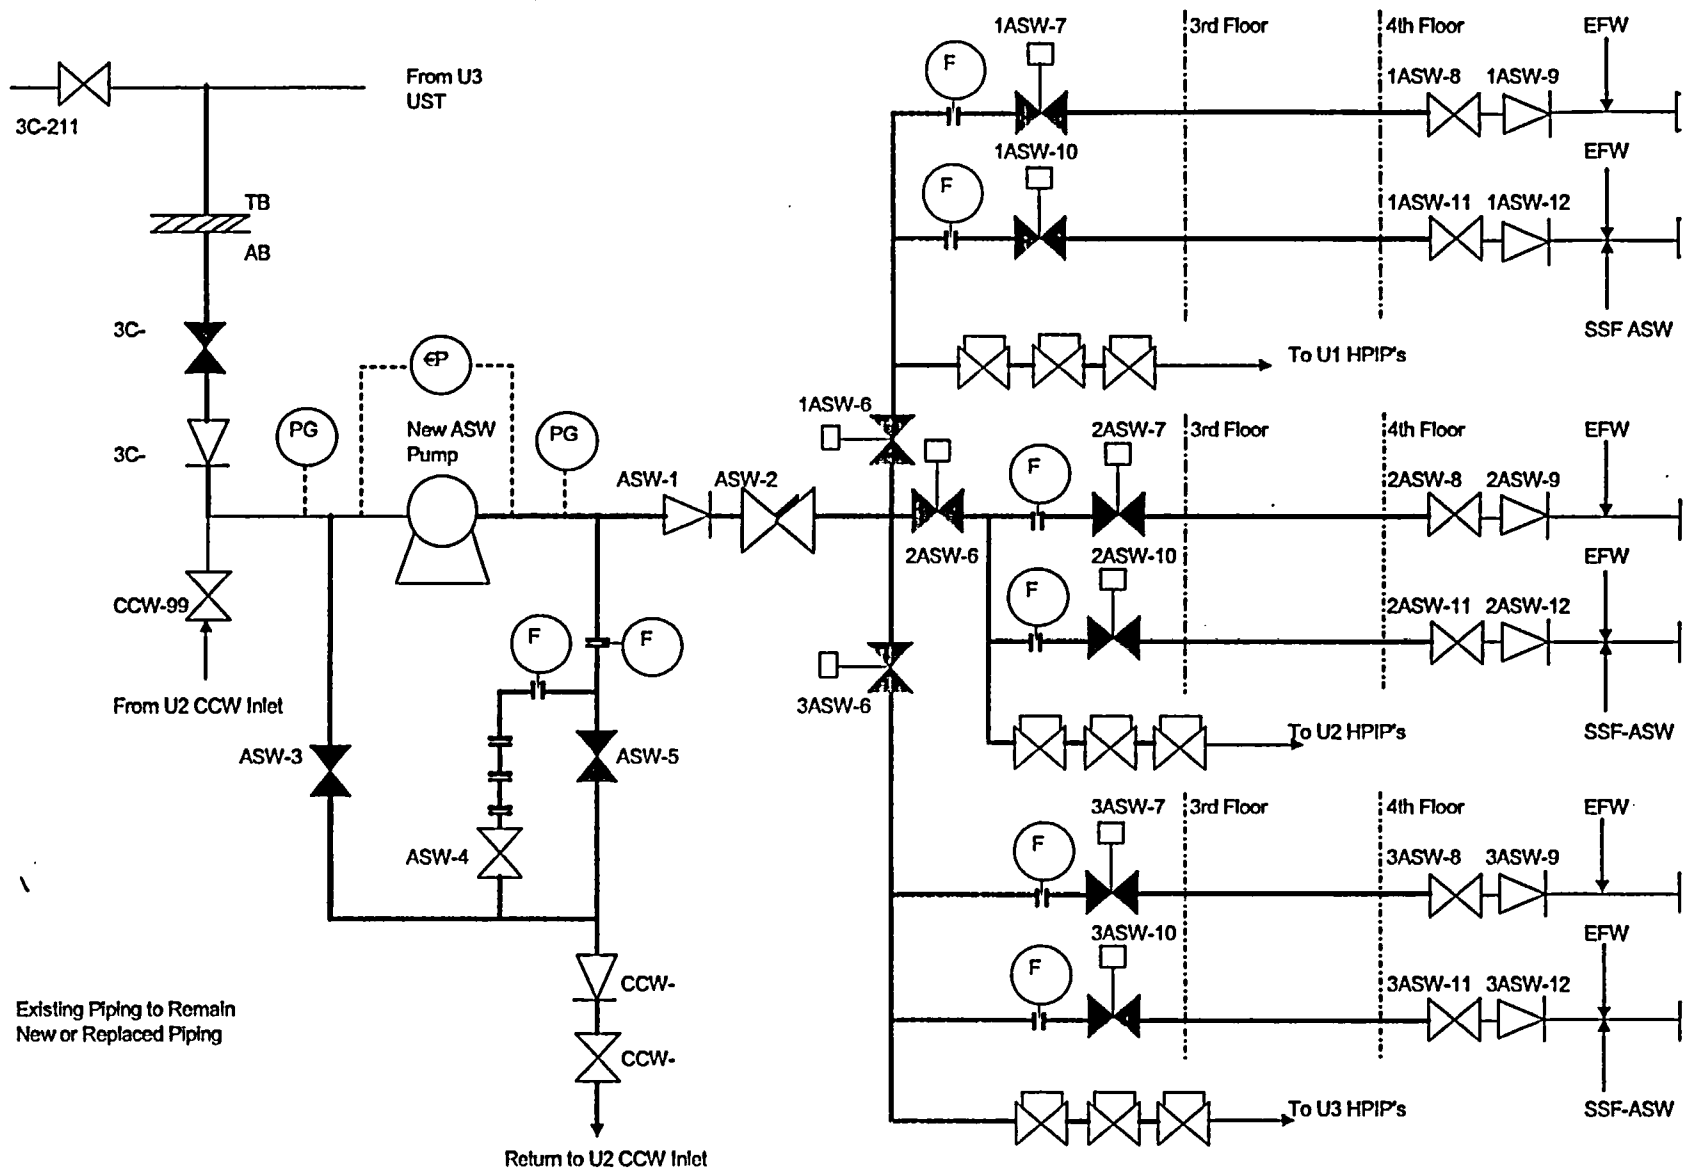 1ASW-7
3rd Floor
4th Floor
EFW
F
From U3
UST
1ASW-8
1ASW-9
3C-211
1ASW-10
EFW
F
TB
1ASW-11
1ASW-12
AB
3C-
SSF ASW
To U1 HPIP's
€P
1ASW-6
PG
New ASW
Pump
PG
2ASW-7
3rd Floor
4th Floor
EFW
3C-
F
ASW-1
ASW-2
2ASW-8
2ASW-9
2ASW-6
2ASW-10
EFW
F
CCW-99
2ASW-11
2ASW-12
F
F
3ASW-6
From U2 CCW Inlet
To U2 HPIP's
SSF-ASW
ASW-3
ASW-5
3ASW-7
3rd Floor
4th Floor
EFW
F
ASW-4
3ASW-8
3ASW-9
3ASW-10
EFW
F
CCW-
3ASW-11
3ASW-12
Existing Piping to Remain
New or Replaced Piping
CCW-
To U3 HPIP's
SSF-ASW
Return to U2 CCW Inlet